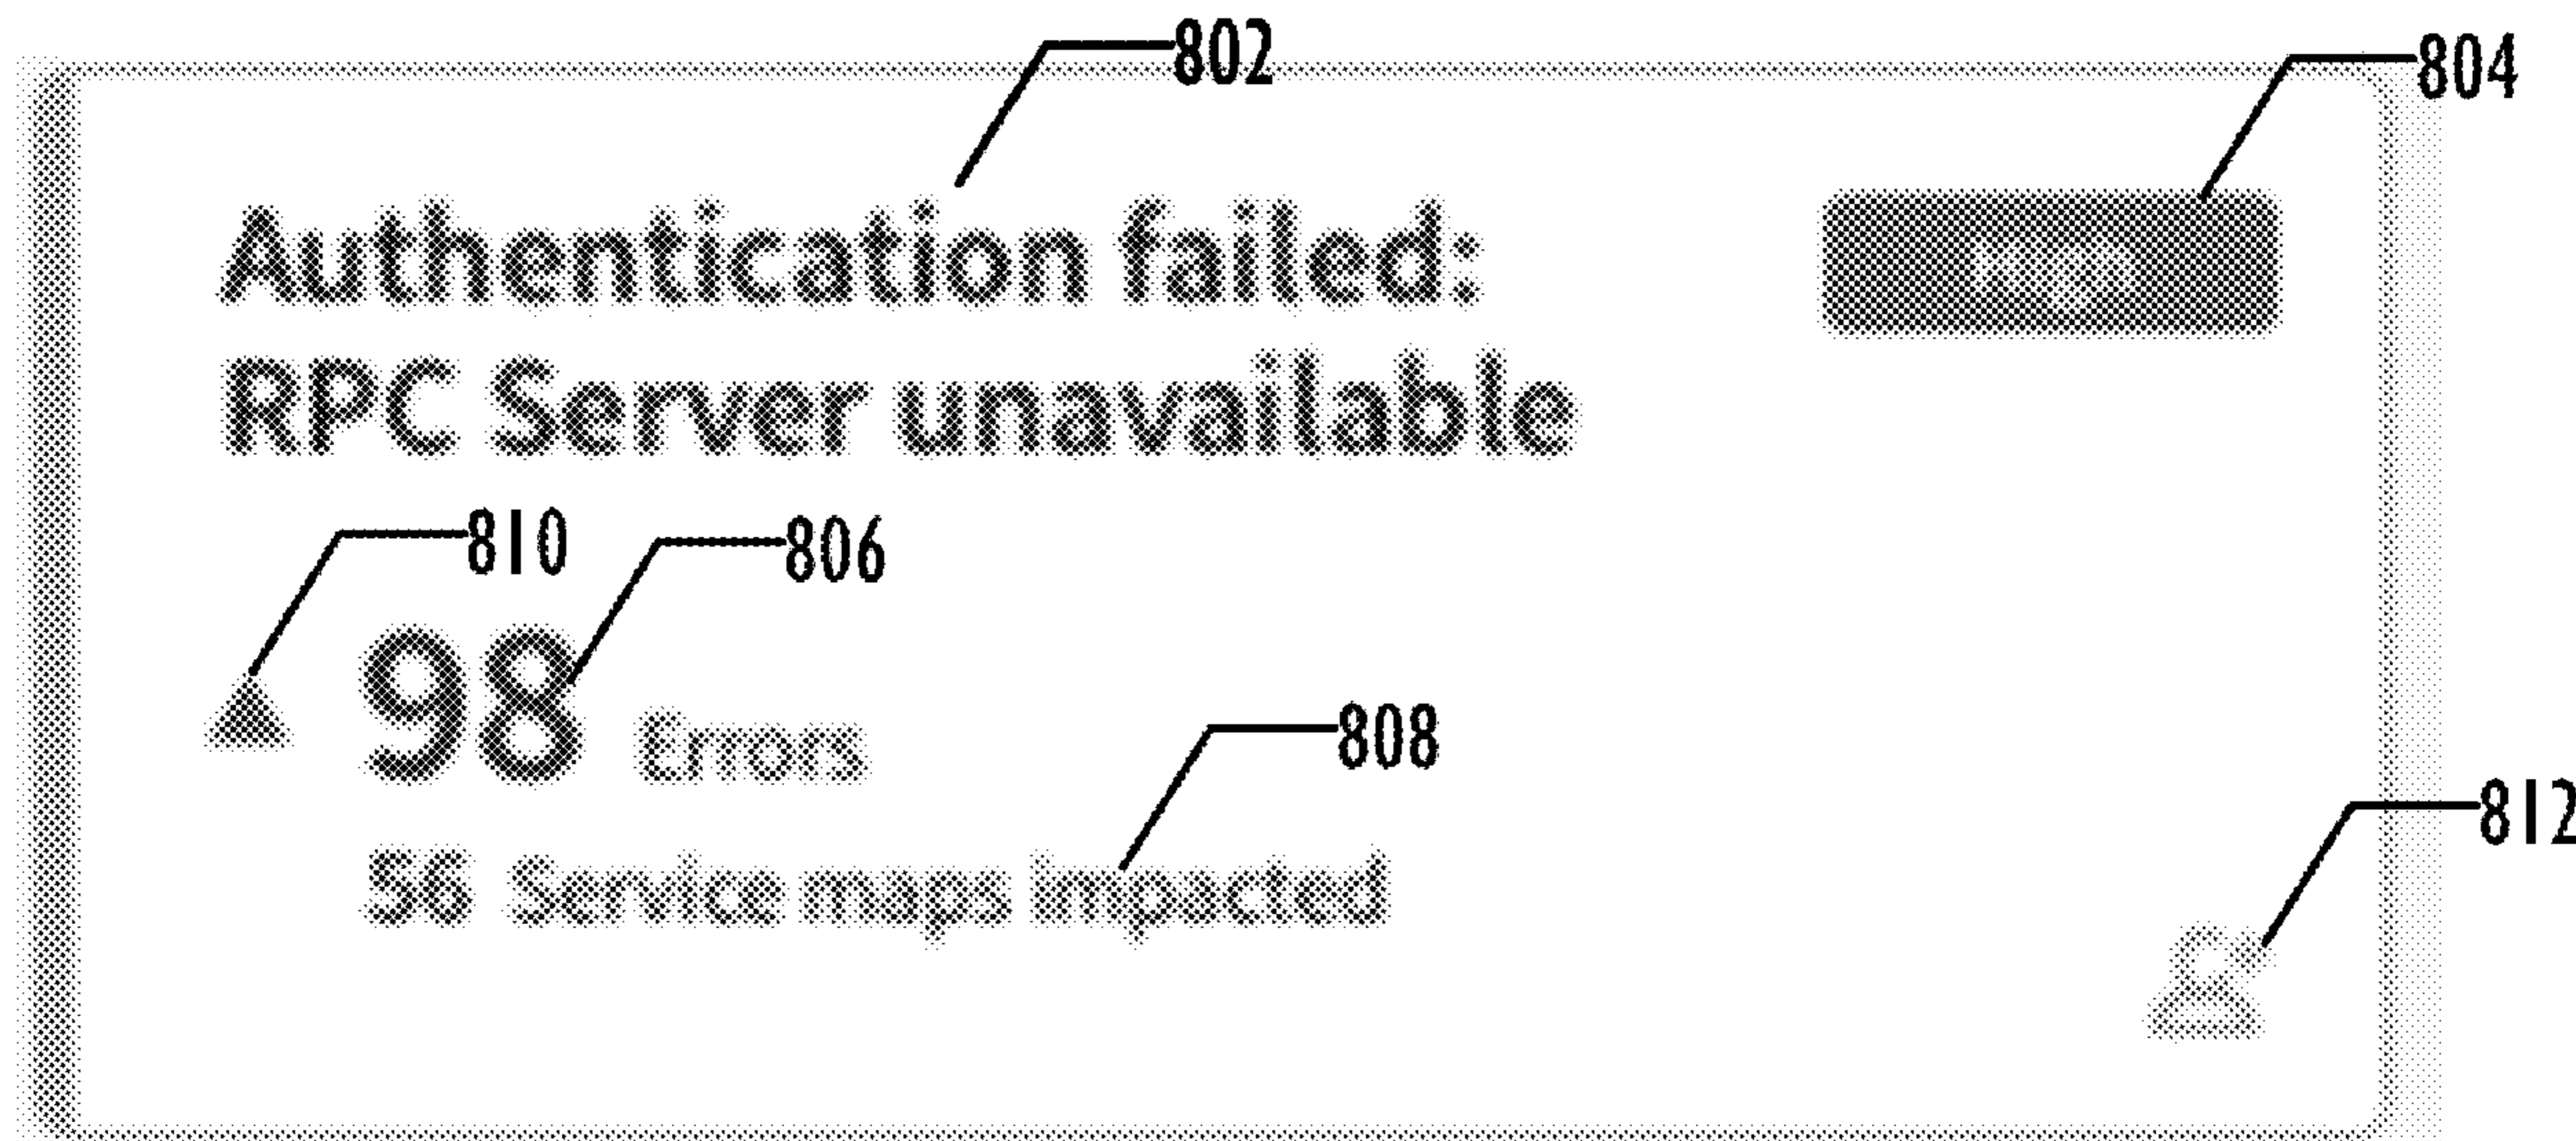 802
804
Authentication failed:
RPC Server unavailable
810
806
98 Errors
808
56 Service maps impacted
812